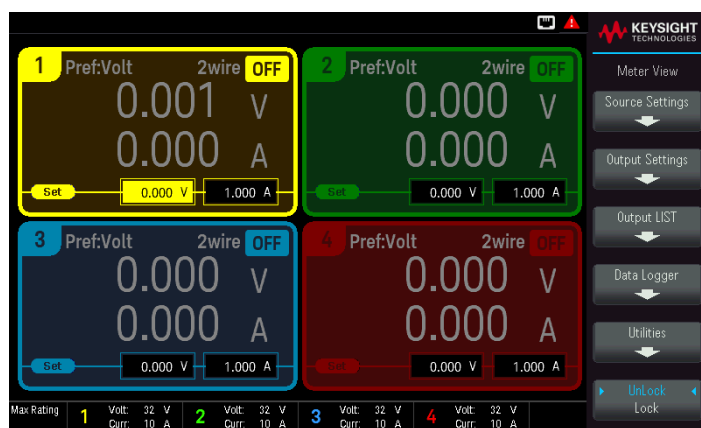 KEYSIGHT
TECHNOLOGIES
1 Pref:Volt 2wire OFF
0.001 V
0.000 A
Set 0.000 V 1.000 A
2 Pref:Volt 2wire OFF
0.000 V
0.000 A
Set 0.000 V 1.000 A
3 Pref:Volt 2wire OFF
0.000 V
0.000 A
Set 0.000 V 1.000 A
4 Pref:Volt 2wire OFF
0.000 V
0.000 A
Set 0.000 V 1.000 A
Meter View
Source Settings
Output Settings
Output LIST
Data Logger
Utilities
UnLock
Lock
Max Rating
1 Volt: 32 V
Curr: 10 A
2 Volt: 32 V
Curr: 10 A
3 Volt: 32 V
Curr: 10 A
4 Volt: 32 V
Curr: 10 A